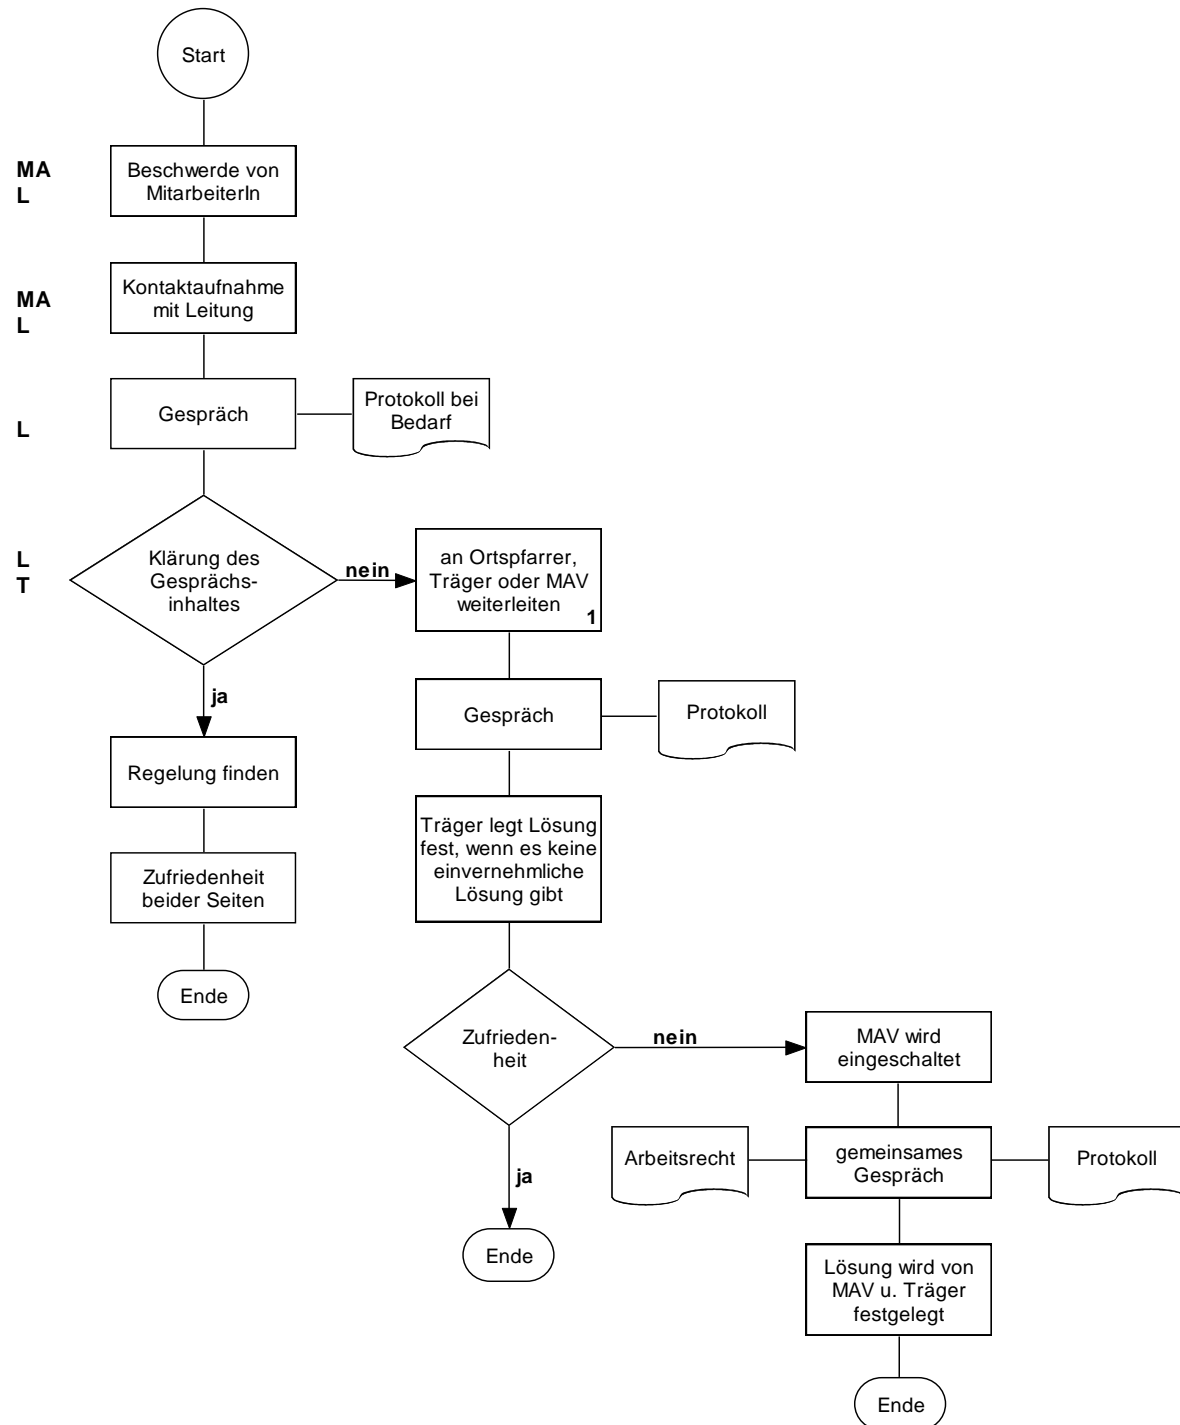 Start
MA
L
Beschwerde von
MitarbeiterIn
MA
L
Kontaktaufnahme
mit Leitung
L
Gespräch
Protokoll bei
Bedarf
L
T
Klärung des
Gesprächs-
inhaltes
nein
an Ortspfarrer,
Träger oder MAV
weiterleiten
1
ja
Gespräch
Protokoll
Regelung finden
Träger legt Lösung
fest, wenn es keine
einvernehmliche
Lösung gibt
Zufriedenheit
beider Seiten
Ende
Zufrieden-
heit
nein
MAV wird
eingeschaltet
ja
Arbeitsrecht
gemeinsames
Gespräch
Protokoll
Ende
Lösung wird von
MAV u. Träger
festgelegt
Ende